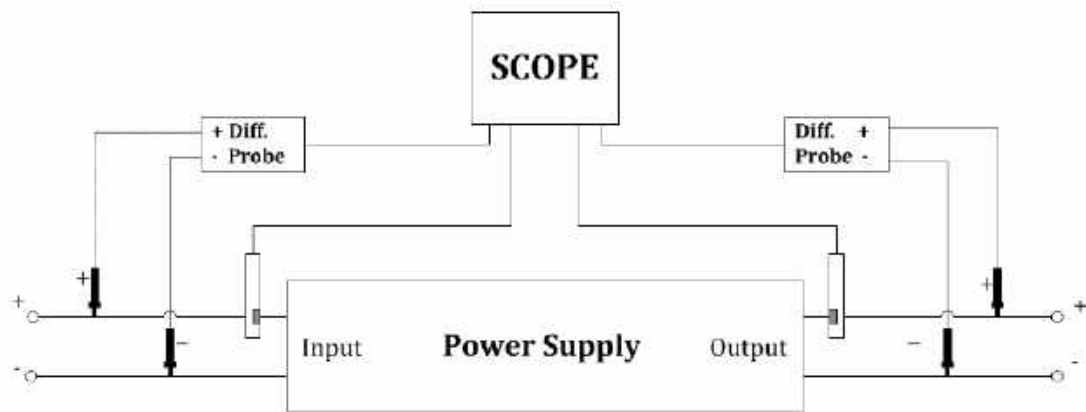 SCOPE
+ Diff.
- Probe
Diff. +
Probe -
+
+
+
+
−
−
Input
Power Supply
Output
-
-